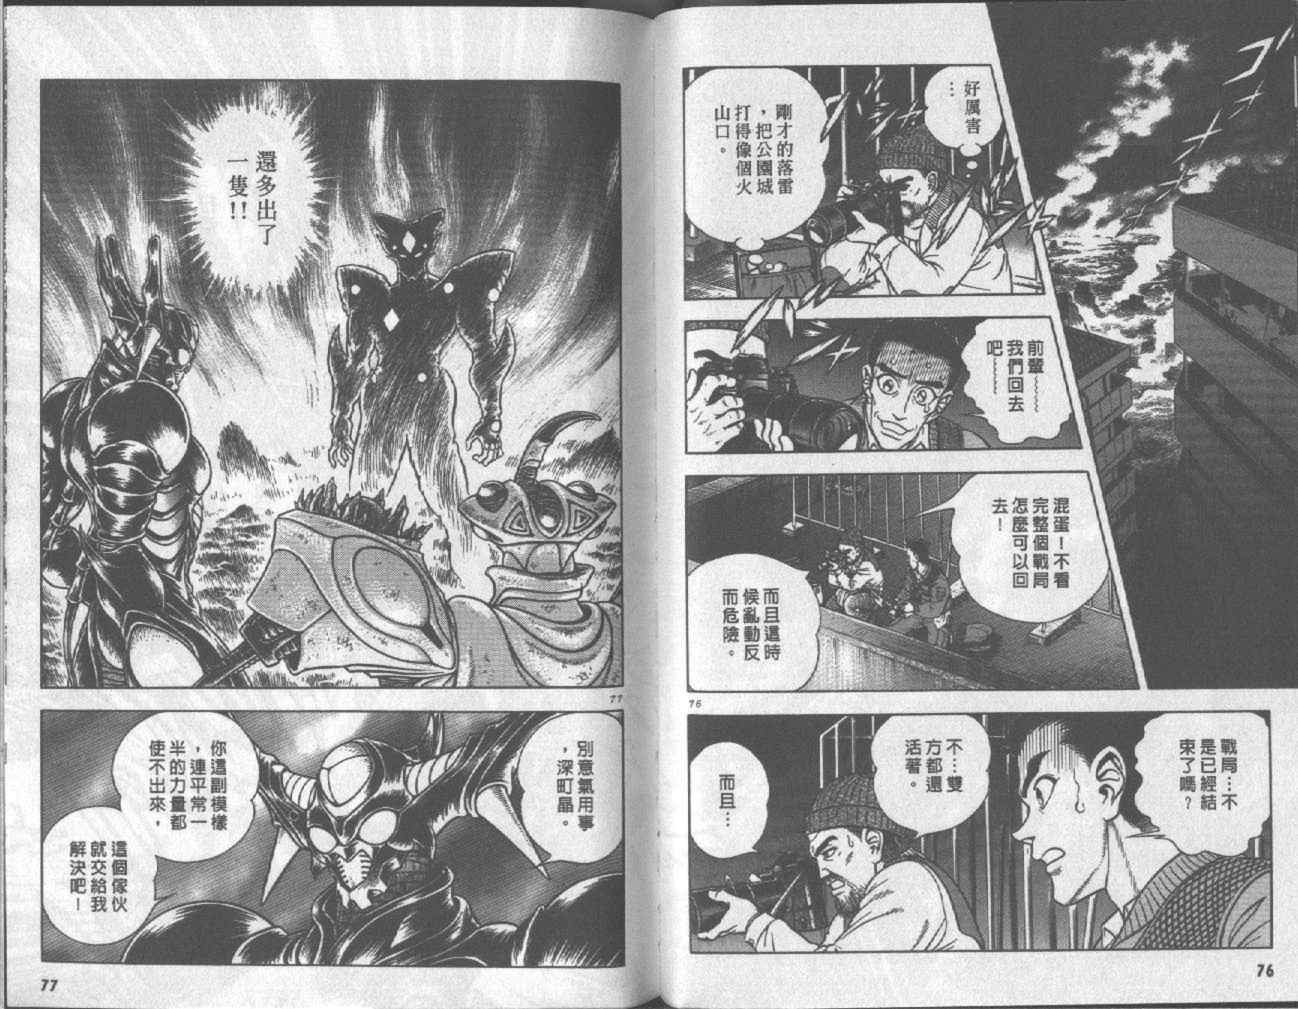 好厲害
…
剛才的落雷
，把公園城
打得像個火
山口。
前輩……
我們回去
吧……
混蛋！不看
完整個戰局
怎麼可以回
去！
而且這時
候亂動反
而危險。
76
戰局…不
是已經結
束了嗎？
不…雙
方都還
活著。
而且…
76
還多出了
一隻!!
77
別意氣用事
，深町晶。
你這副模樣
，連平常一
半的力量都
使不出來，
這個傢伙
就交給我
解決吧！
77